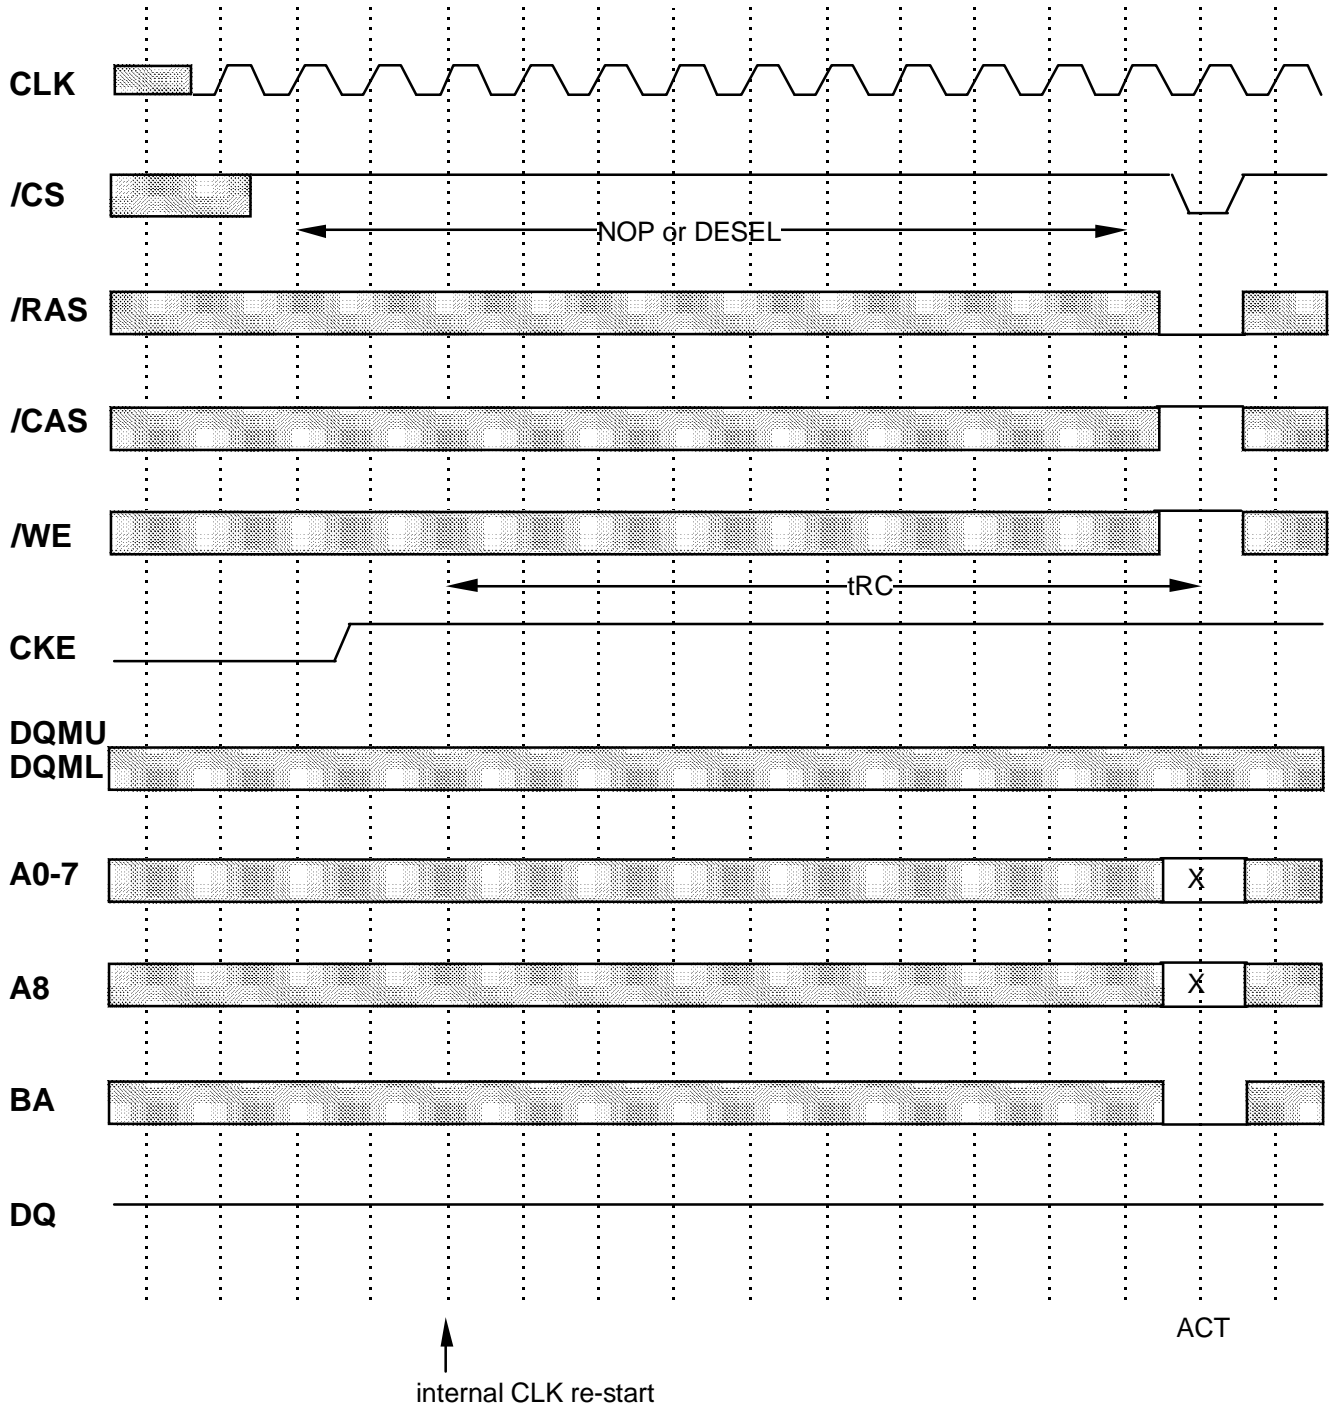 CLK
/CS
NOP or DESEL
/RAS
/CAS
/WE
tRC
CKE
DQMU
DQML
A0-7
X
A8
X
BA
DQ
ACT
internal CLK re-start